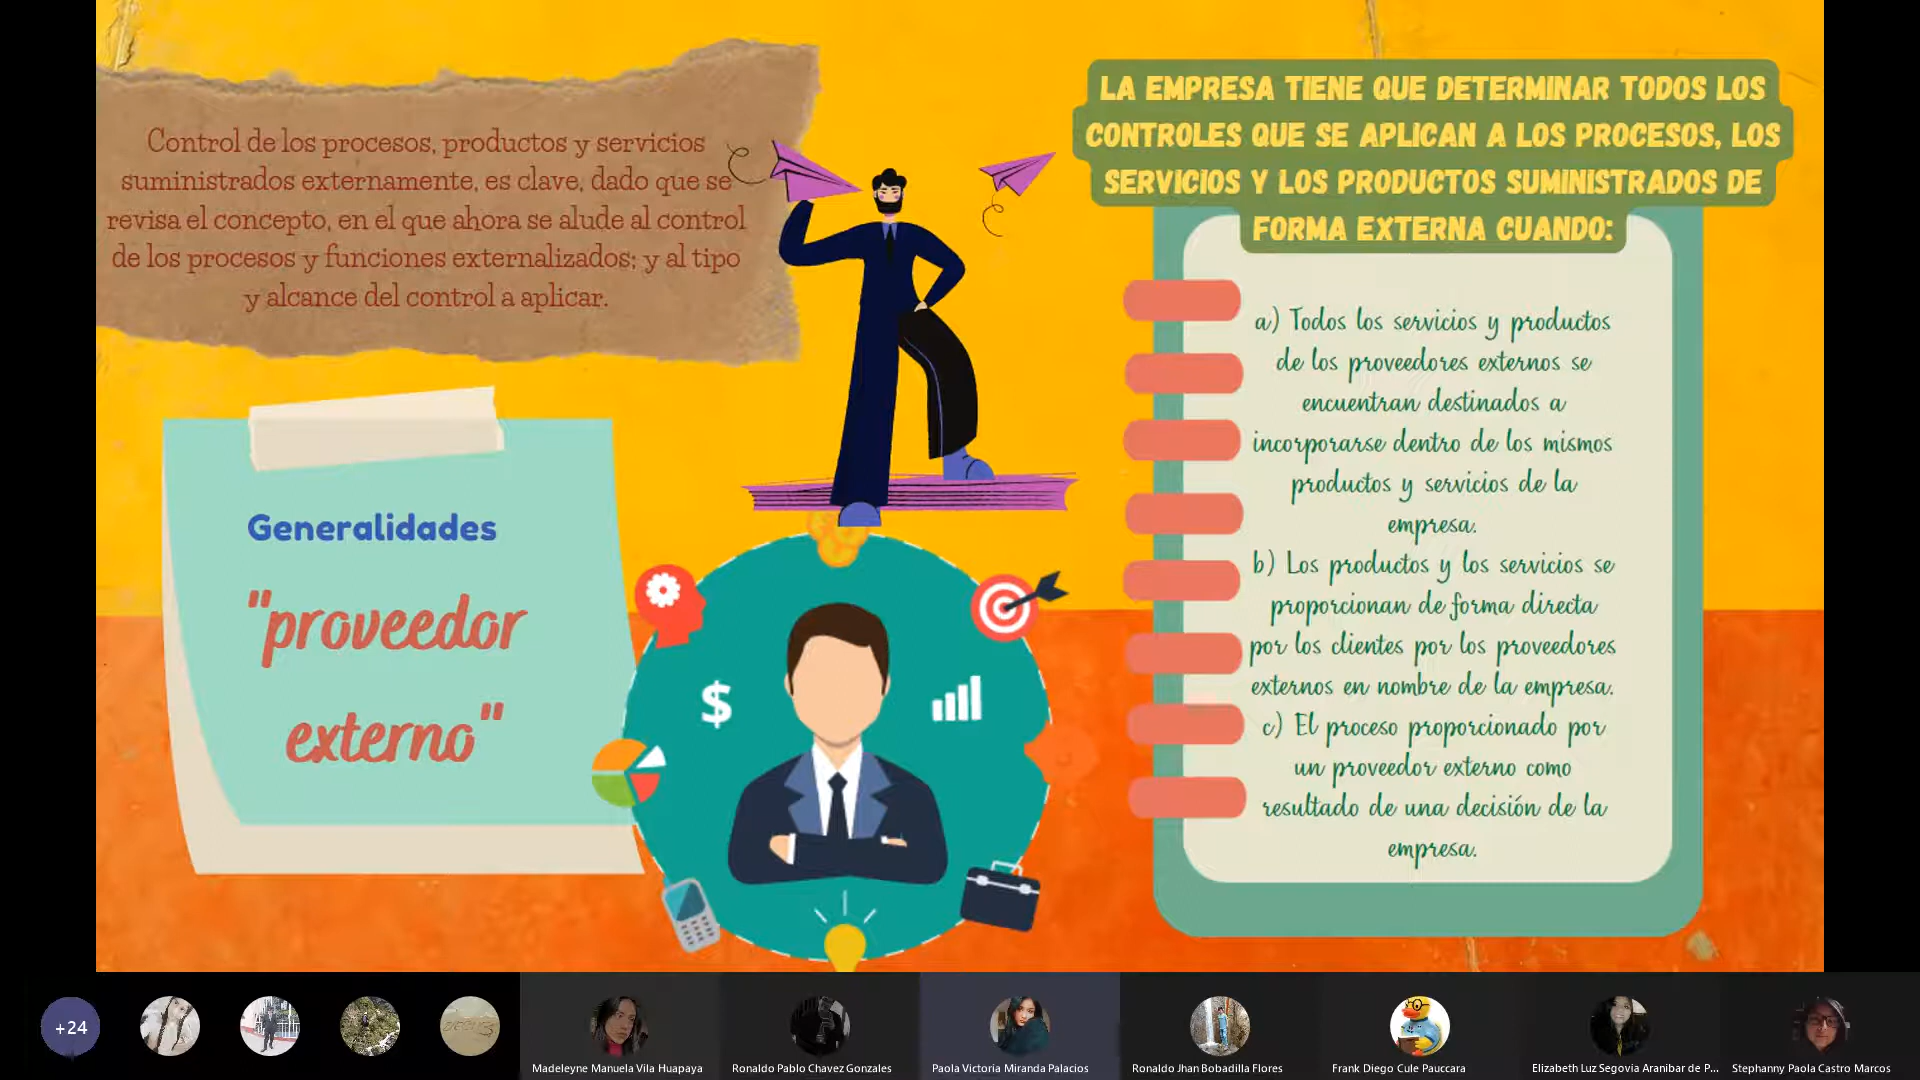 Control de los procesos, productos y servicios
suministrados externamente, es clave, dado que se
revisa el concepto, en el que ahora se alude al control
de los procesos y funciones externalizados; y al tipo
y alcance del control a aplicar.
Generalidades
"proveedor
externo"
$
LA EMPRESA TIENE QUE DETERMINAR TODOS LOS
CONTROLES QUE SE APLICAN A LOS PROCESOS, LOS
SERVICIOS Y LOS PRODUCTOS SUMINISTRADOS DE
FORMA EXTERNA CUANDO:
a) Todos los servicios y productos
de los proveedores externos se
encuentran destinados a
incorporarse dentro de los mismos
productos y servicios de la
empresa.
b) Los productos y los servicios se
proporcionan de forma directa
por los clientes por los proveedores
externos en nombre de la empresa.
c) El proceso proporcionado por
un proveedor externo como
resultado de una decisión de la
empresa.
+24
Madeleyne Manuela Vila Huapaya
Ronaldo Pablo Chavez Gonzales
Paola Victoria Miranda Palacios
Ronaldo Jhan Bobadilla Flores
Frank Diego Cule Pauccara
Elizabeth Luz Segovia Aranibar de P...
Stephanny Paola Castro Marcos